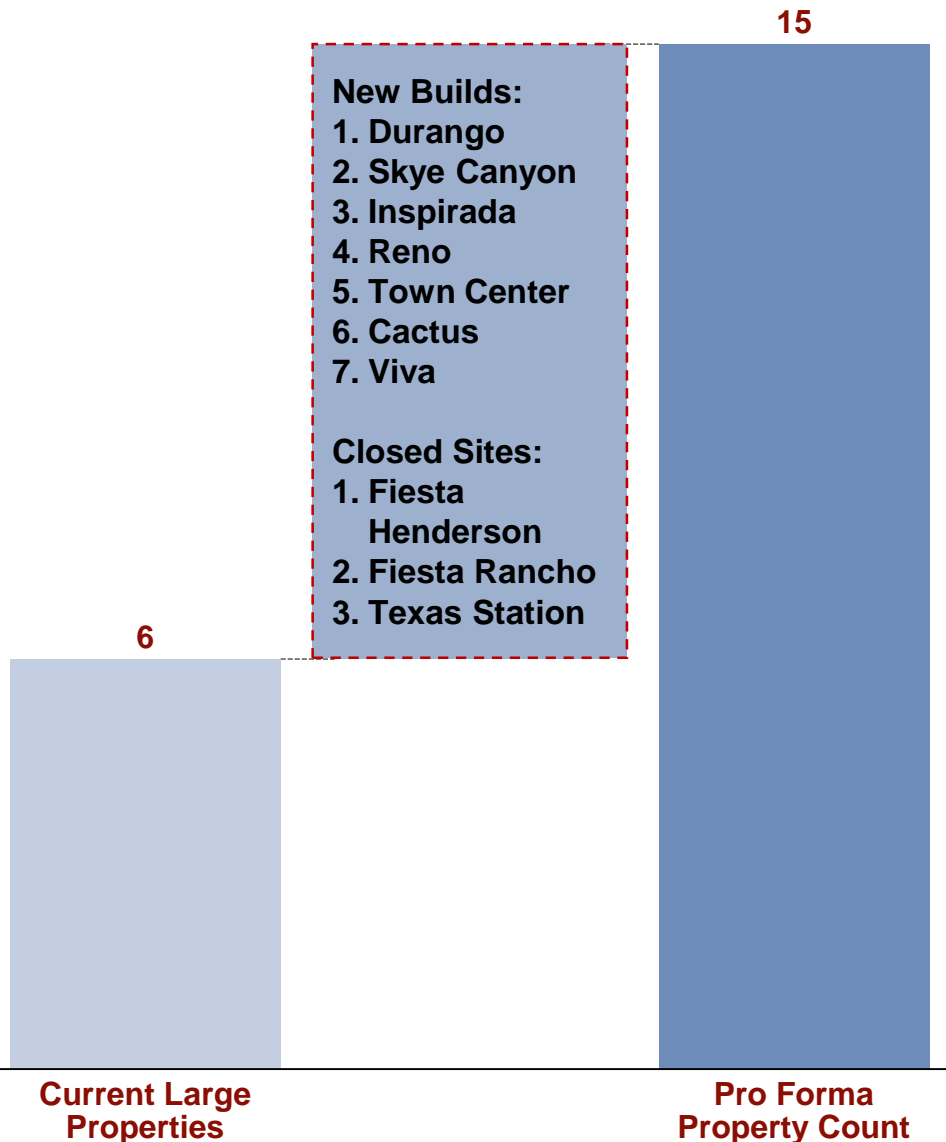 15
New Builds:
1. Durango
2. Skye Canyon
3. Inspirada
4. Reno
5. Town Center
6. Cactus
7. Viva
Closed Sites:
1. Fiesta
Henderson
2. Fiesta Rancho
3. Texas Station
6
Current Large
Properties
Pro Forma
Property Count